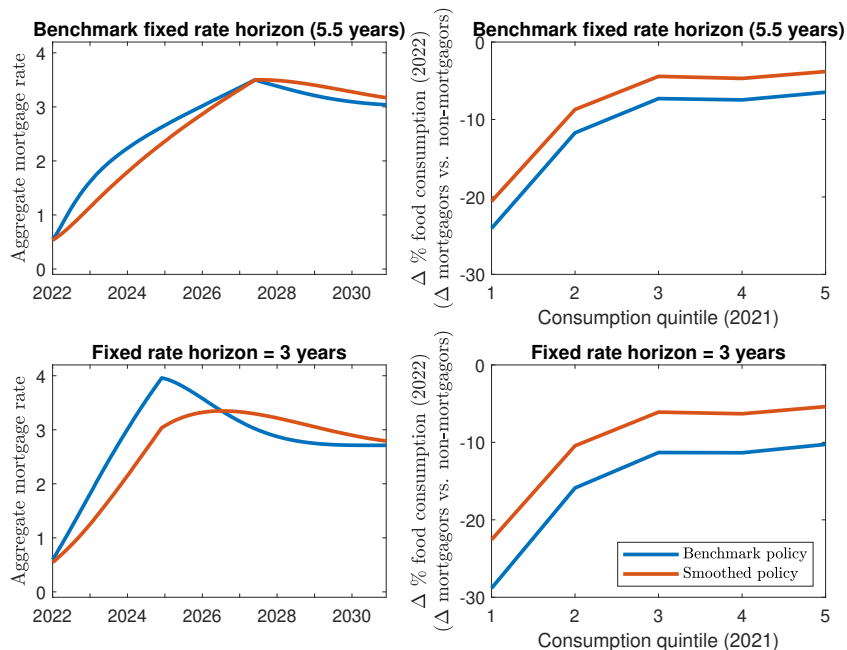 Benchmark fixed rate horizon (5.5 years)
Aggregate mortgage rate
4
3
2
1
0
2022 2024 2026 2028 2030
Benchmark fixed rate horizon (5.5 years)
Δ % food consumption (2022)
(Δ mortgagors vs. non-mortgagors)
0
-10
-20
-30
1 2 3 4 5
Consumption quintile (2021)
Fixed rate horizon = 3 years
Aggregate mortgage rate
4
3
2
1
0
2022 2024 2026 2028 2030
Fixed rate horizon = 3 years
Δ % food consumption (2022)
(Δ mortgagors vs. non-mortgagors)
0
-10
-20
-30
1 2 3 4 5
Consumption quintile (2021)
Benchmark policy
Smoothed policy